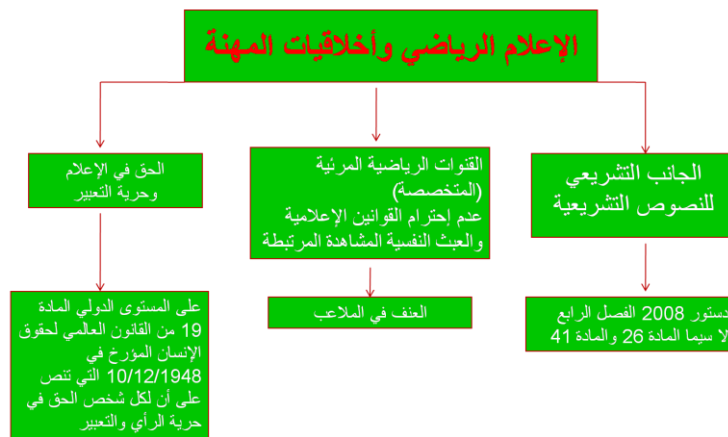 الإعلام الرياضي وأخلاقيات المهنة
الجانب التشريعي
للنصوص التشريعية
دستور 2008 الفصل الرابع
لا سيما المادة 26 والمادة 41
القنوات الرياضية المرئية
(المتخصصة)
عدم إحترام القوانين الإعلامية
والعبث النفسية المشاهدة المرتبطة
العنف في الملاعب
الحق في الإعلام
وحرية التعبير
على المستوى الدولي المادة
19 من القانون العالمي لحقوق
الإنسان المؤرخ في
10/12/1948 التي تنص
على أن لكل شخص الحق في
حرية الرأي والتعبير